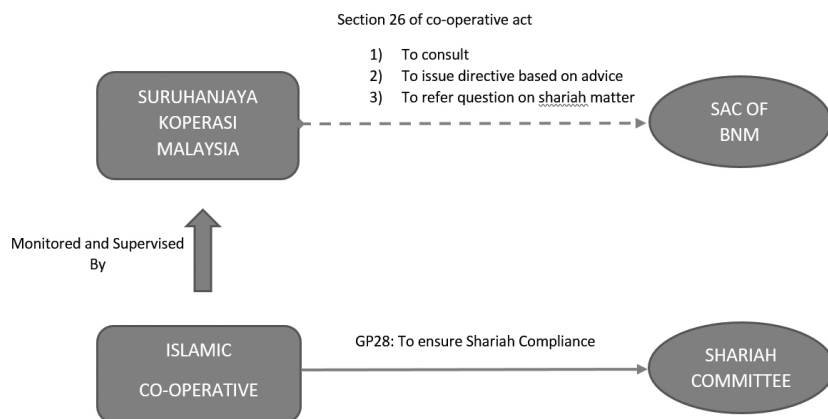 Section 26 of co-operative act
1) To consult
2) To issue directive based on advice
3) To refer question on shariah matter
SURUHANJAYA
KOPERASI
MALAYSIA
SAC OF
BNM
Monitored and Supervised
By
GP28: To ensure Shariah Compliance
ISLAMIC
CO-OPERATIVE
SHARIAH
COMMITTEE